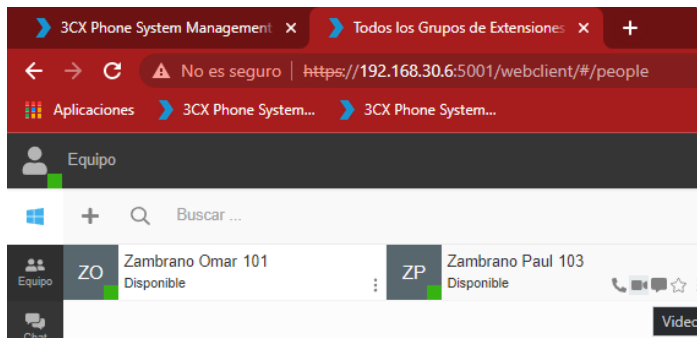 3CX Phone System Management
Todos los Grupos de Extensiones
No es seguro https://192.168.30.6:5001/webclient/#/people
Aplicaciones 3CX Phone System... 3CX Phone System...
Equipo
Buscar ...
Equipo
ZO Zambrano Omar 101
Disponible
ZP Zambrano Paul 103
Disponible
Chat